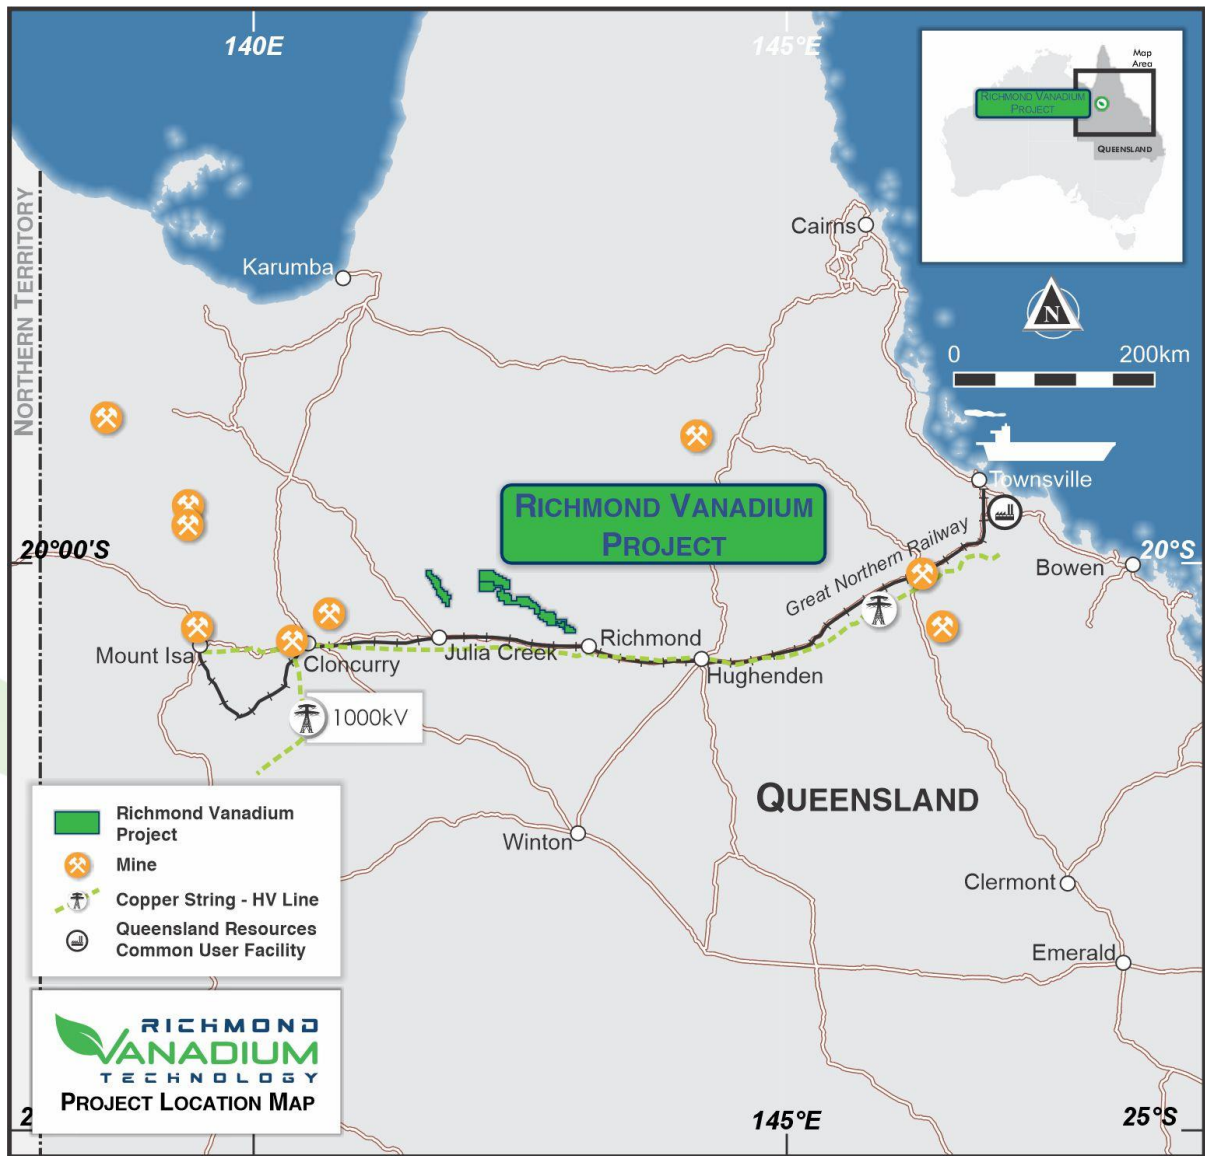 140E
145°E
Map
Area
RICHMOND VANADIUM
PROJECT
QUEENSLAND
NORTHERN TERRITORY
Cairns
Karumba
N
0 200km
Townsville
RICHMOND VANADIUM
PROJECT
Great Northern Railway
20°00'S
20°S
Bowen
Mount Isa
Cloncurry
Julia Creek
Richmond
Hughenden
1000kV
QUEENSLAND
Winton
Clermont
Emerald
Richmond Vanadium
Project
Mine
Copper String - HV Line
Queensland Resources
Common User Facility
RICHMOND
VANADIUM
TECHNOLOGY
PROJECT LOCATION MAP
2
145°E
25°S